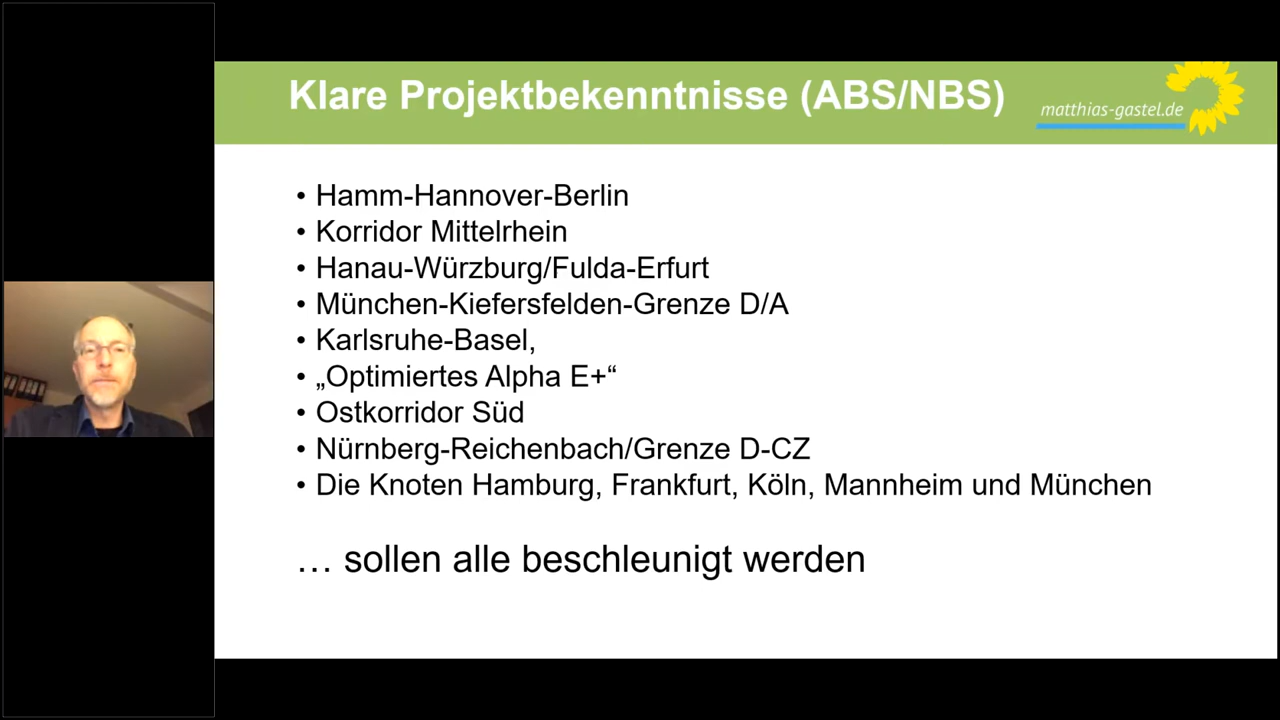 Klare Projektbekenntnisse (ABS/NBS)
matthias-gastel.de
• Hamm-Hannover-Berlin
• Korridor Mittelrhein
• Hanau-Würzburg/Fulda-Erfurt
• München-Kiefersfelden-Grenze D/A
• Karlsruhe-Basel,
• „Optimiertes Alpha E+“
• Ostkorridor Süd
• Nürnberg-Reichenbach/Grenze D-CZ
• Die Knoten Hamburg, Frankfurt, Köln, Mannheim und München
… sollen alle beschleunigt werden